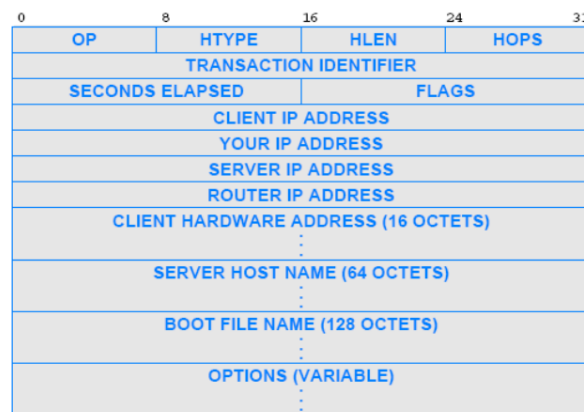 0 8 16 24 31
OP HTYPE HLEN HOPS
TRANSACTION IDENTIFIER
SECONDS ELAPSED FLAGS
CLIENT IP ADDRESS
YOUR IP ADDRESS
SERVER IP ADDRESS
ROUTER IP ADDRESS
CLIENT HARDWARE ADDRESS (16 OCTETS)
SERVER HOST NAME (64 OCTETS)
BOOT FILE NAME (128 OCTETS)
OPTIONS (VARIABLE)